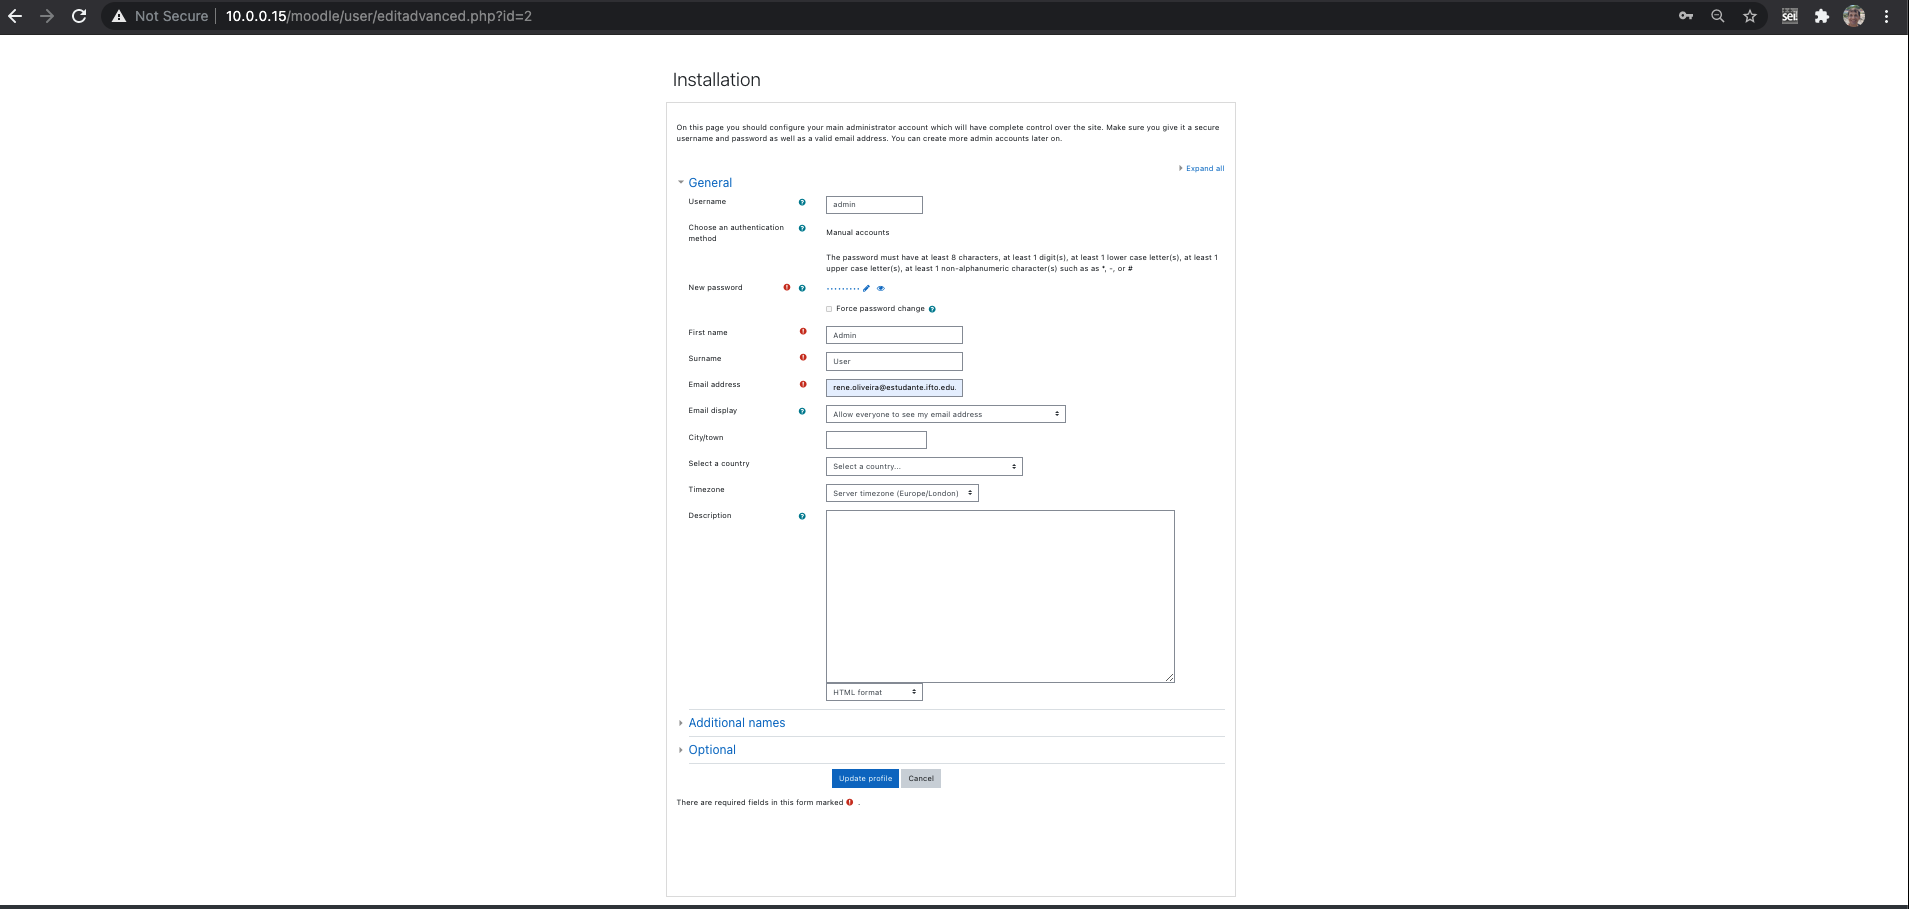 Not Secure | 10.0.0.15/moodle/user/editadvanced.php?id=2
sei!
Installation
On this page you should configure your main administrator account which will have complete control over the site. Make sure you give it a secure
username and password as well as a valid email address. You can create more admin accounts later on.
Expand all
General
Username
admin
Choose an authentication
method
Manual accounts
The password must have at least 8 characters, at least 1 digit(s), at least 1 lower case letter(s), at least 1
upper case letter(s), at least 1 non-alphanumeric character(s) such as as *, -, or #
New password
Force password change
First name
Admin
Surname
User
Email address
rene.oliveira@estudante.ifto.edu.
Email display
Allow everyone to see my email address
City/town
Select a country
Select a country...
Timezone
Server timezone (Europe/London)
Description
HTML format
Additional names
Optional
Update profile
Cancel
There are required fields in this form marked .